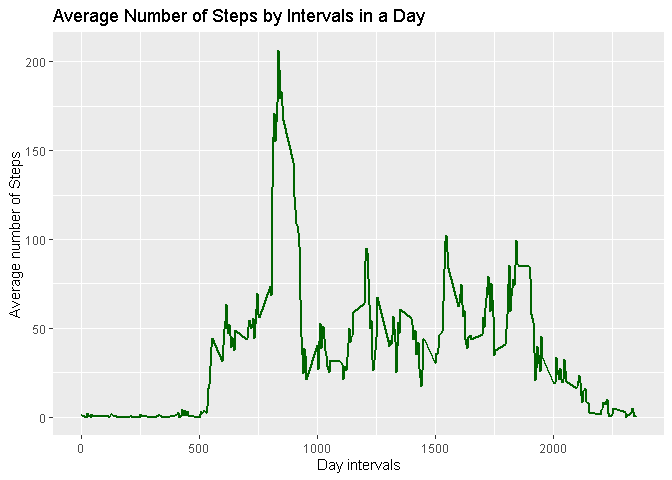 Average Number of Steps by Intervals in a Day
Average number of Steps
200
150
100
50
0
0 500 1000 1500 2000
Day intervals